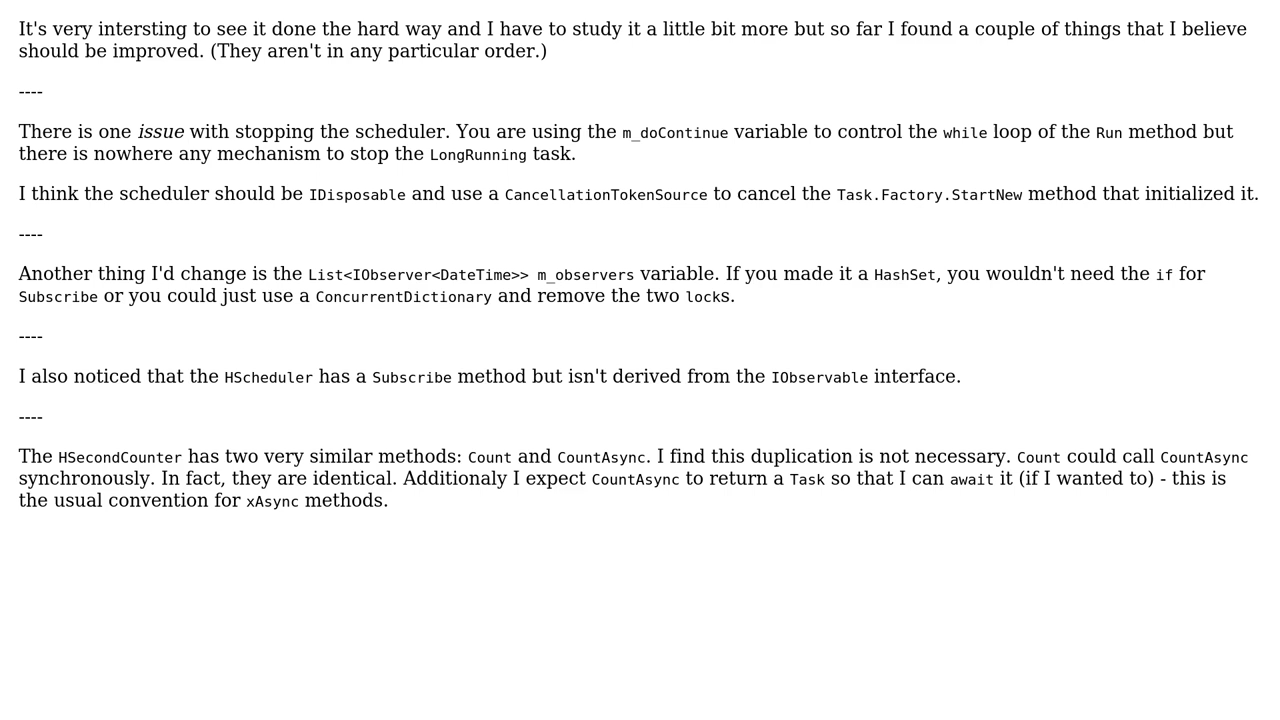 It's very intersting to see it done the hard way and I have to study it a little bit more but so far I found a couple of things that I believe
should be improved. (They aren't in any particular order.)
----
There is one issue with stopping the scheduler. You are using the m_doContinue variable to control the while loop of the Run method but
there is nowhere any mechanism to stop the LongRunning task.
I think the scheduler should be IDisposable and use a CancellationTokenSource to cancel the Task.Factory.StartNew method that initialized it.
----
Another thing I'd change is the List<IObserver<DateTime>> m_observers variable. If you made it a HashSet, you wouldn't need the if for
Subscribe or you could just use a ConcurrentDictionary and remove the two locks.
----
I also noticed that the HScheduler has a Subscribe method but isn't derived from the IObservable interface.
----
The HSecondCounter has two very similar methods: Count and CountAsync. I find this duplication is not necessary. Count could call CountAsync
synchronously. In fact, they are identical. Additionaly I expect CountAsync to return a Task so that I can await it (if I wanted to) - this is
the usual convention for xAsync methods.